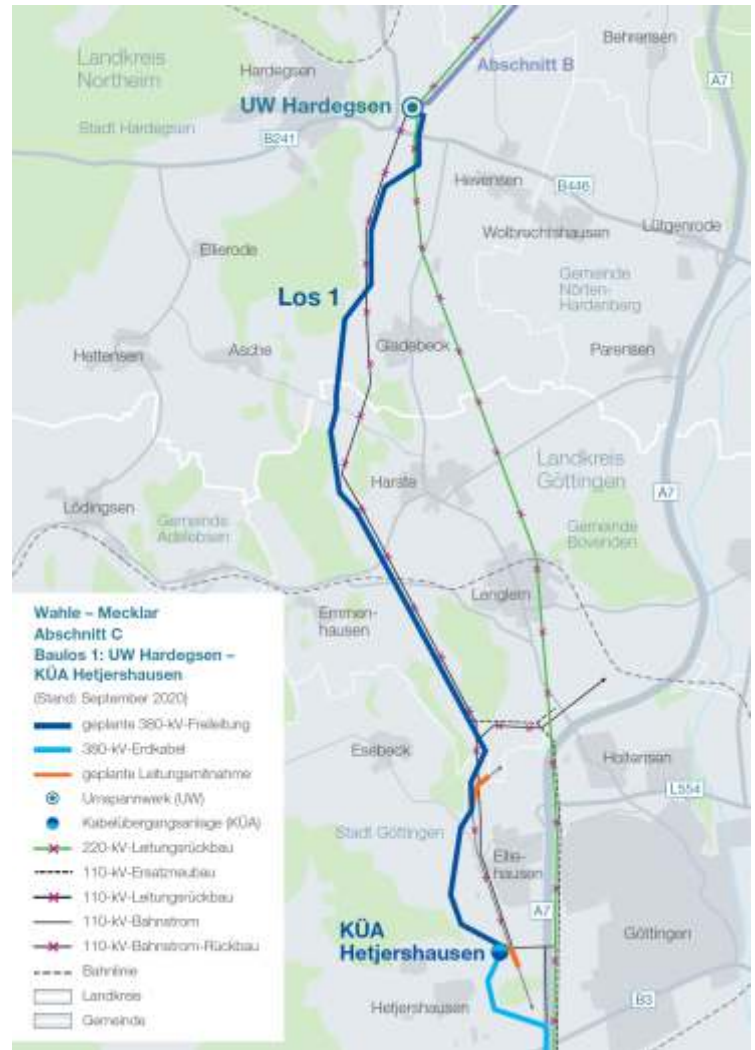 Landkreis
Northeim
Hardegsen
Behrensen
Abschnitt B
A7
UW Hardegsen
Stadt Hardegsen
B241
Hevensen
B446
Wolbrechtshausen
Lütgenrode
Ellierode
Gemeinde
Nörten-
Hardenberg
Los 1
Hettensen
Asche
Gladebeck
Parensen
Landkreis
Göttingen
Harste
A7
Lödingsen
Gemeinde
Adelebsen
Gemeinde
Bovenden
Lenglern
Emmen-
hausen
Wahle – Mecklar
Abschnitt C
Baulos 1: UW Hardegsen –
KÜA Hetjershausen
(Stand: September 2020)
geplante 380-kV-Freileitung
380-kV-Erdkabel
geplante Leitungsmitnahme
Umspannwerk (UW)
Kabelübergangsanlage (KÜA)
220-kV-Leitungsrückbau
110-kV-Ersatzneubau
110-kV-Leitungsrückbau
110-kV-Bahnstrom
110-kV-Bahnstrom-Rückbau
Bahnlinie
Landkreis
Gemeinde
Esebeck
Holtensen
L554
Stadt Göttingen
Ellie-
hausen
A7
KÜA
Hetjershausen
Göttingen
Hetjershausen
B3